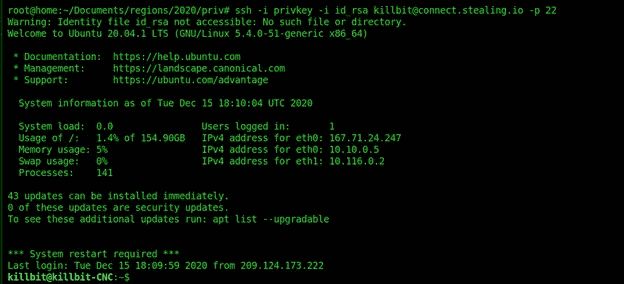 root@home:~/Documents/regions/2020/priv# ssh -i privkey -i id_rsa killbit@connect.stealing.io -p 22
Warning: Identity file id_rsa not accessible: No such file or directory.
Welcome to Ubuntu 20.04.1 LTS (GNU/Linux 5.4.0-51-generic x86_64)
* Documentation: https://help.ubuntu.com
* Management: https://landscape.canonical.com
* Support: https://ubuntu.com/advantage
System information as of Tue Dec 15 18:10:04 UTC 2020
System load: 0.0 Users logged in: 1
Usage of /: 1.4% of 154.90GB IPv4 address for eth0: 167.71.24.247
Memory usage: 5% IPv4 address for eth0: 10.10.0.5
Swap usage: 0% IPv4 address for eth1: 10.116.0.2
Processes: 141
43 updates can be installed immediately.
0 of these updates are security updates.
To see these additional updates run: apt list --upgradable
*** System restart required ***
Last login: Tue Dec 15 18:09:59 2020 from 209.124.173.222
killbit@killbit-CNC:~$